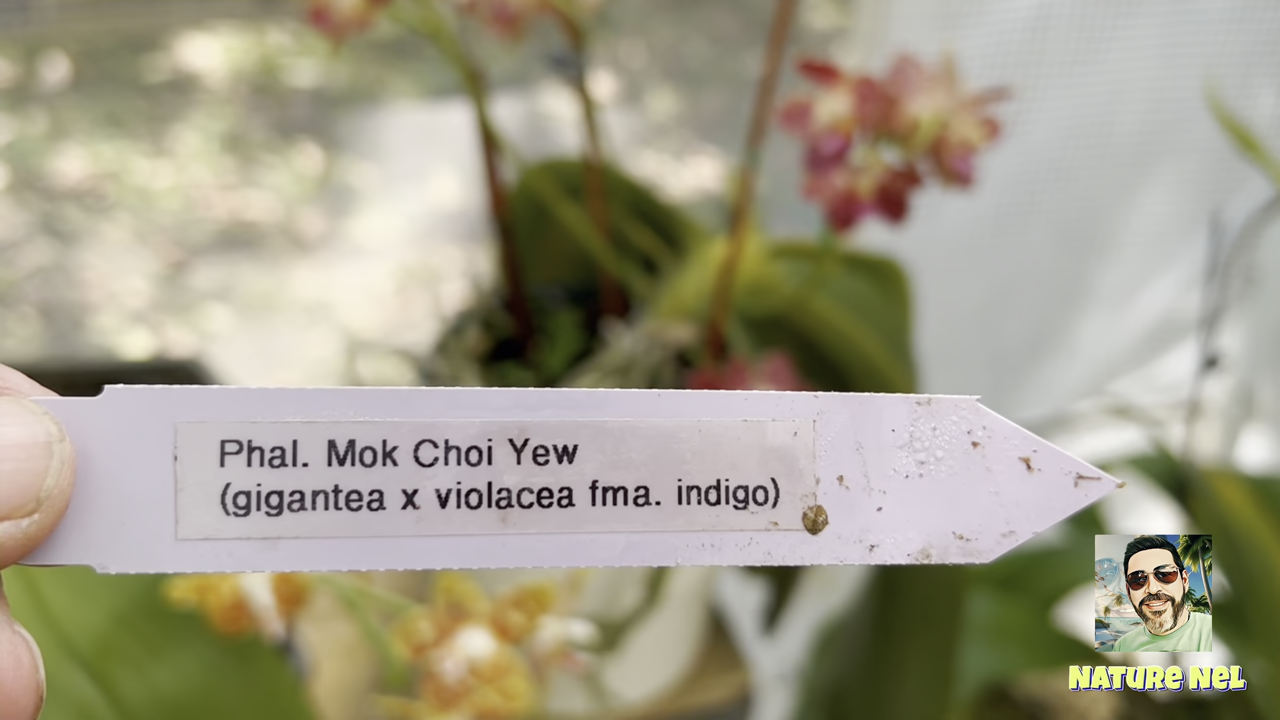 Phal. Mok Choi Yew
(gigantea x violacea fma. indigo)
NATURE NEL